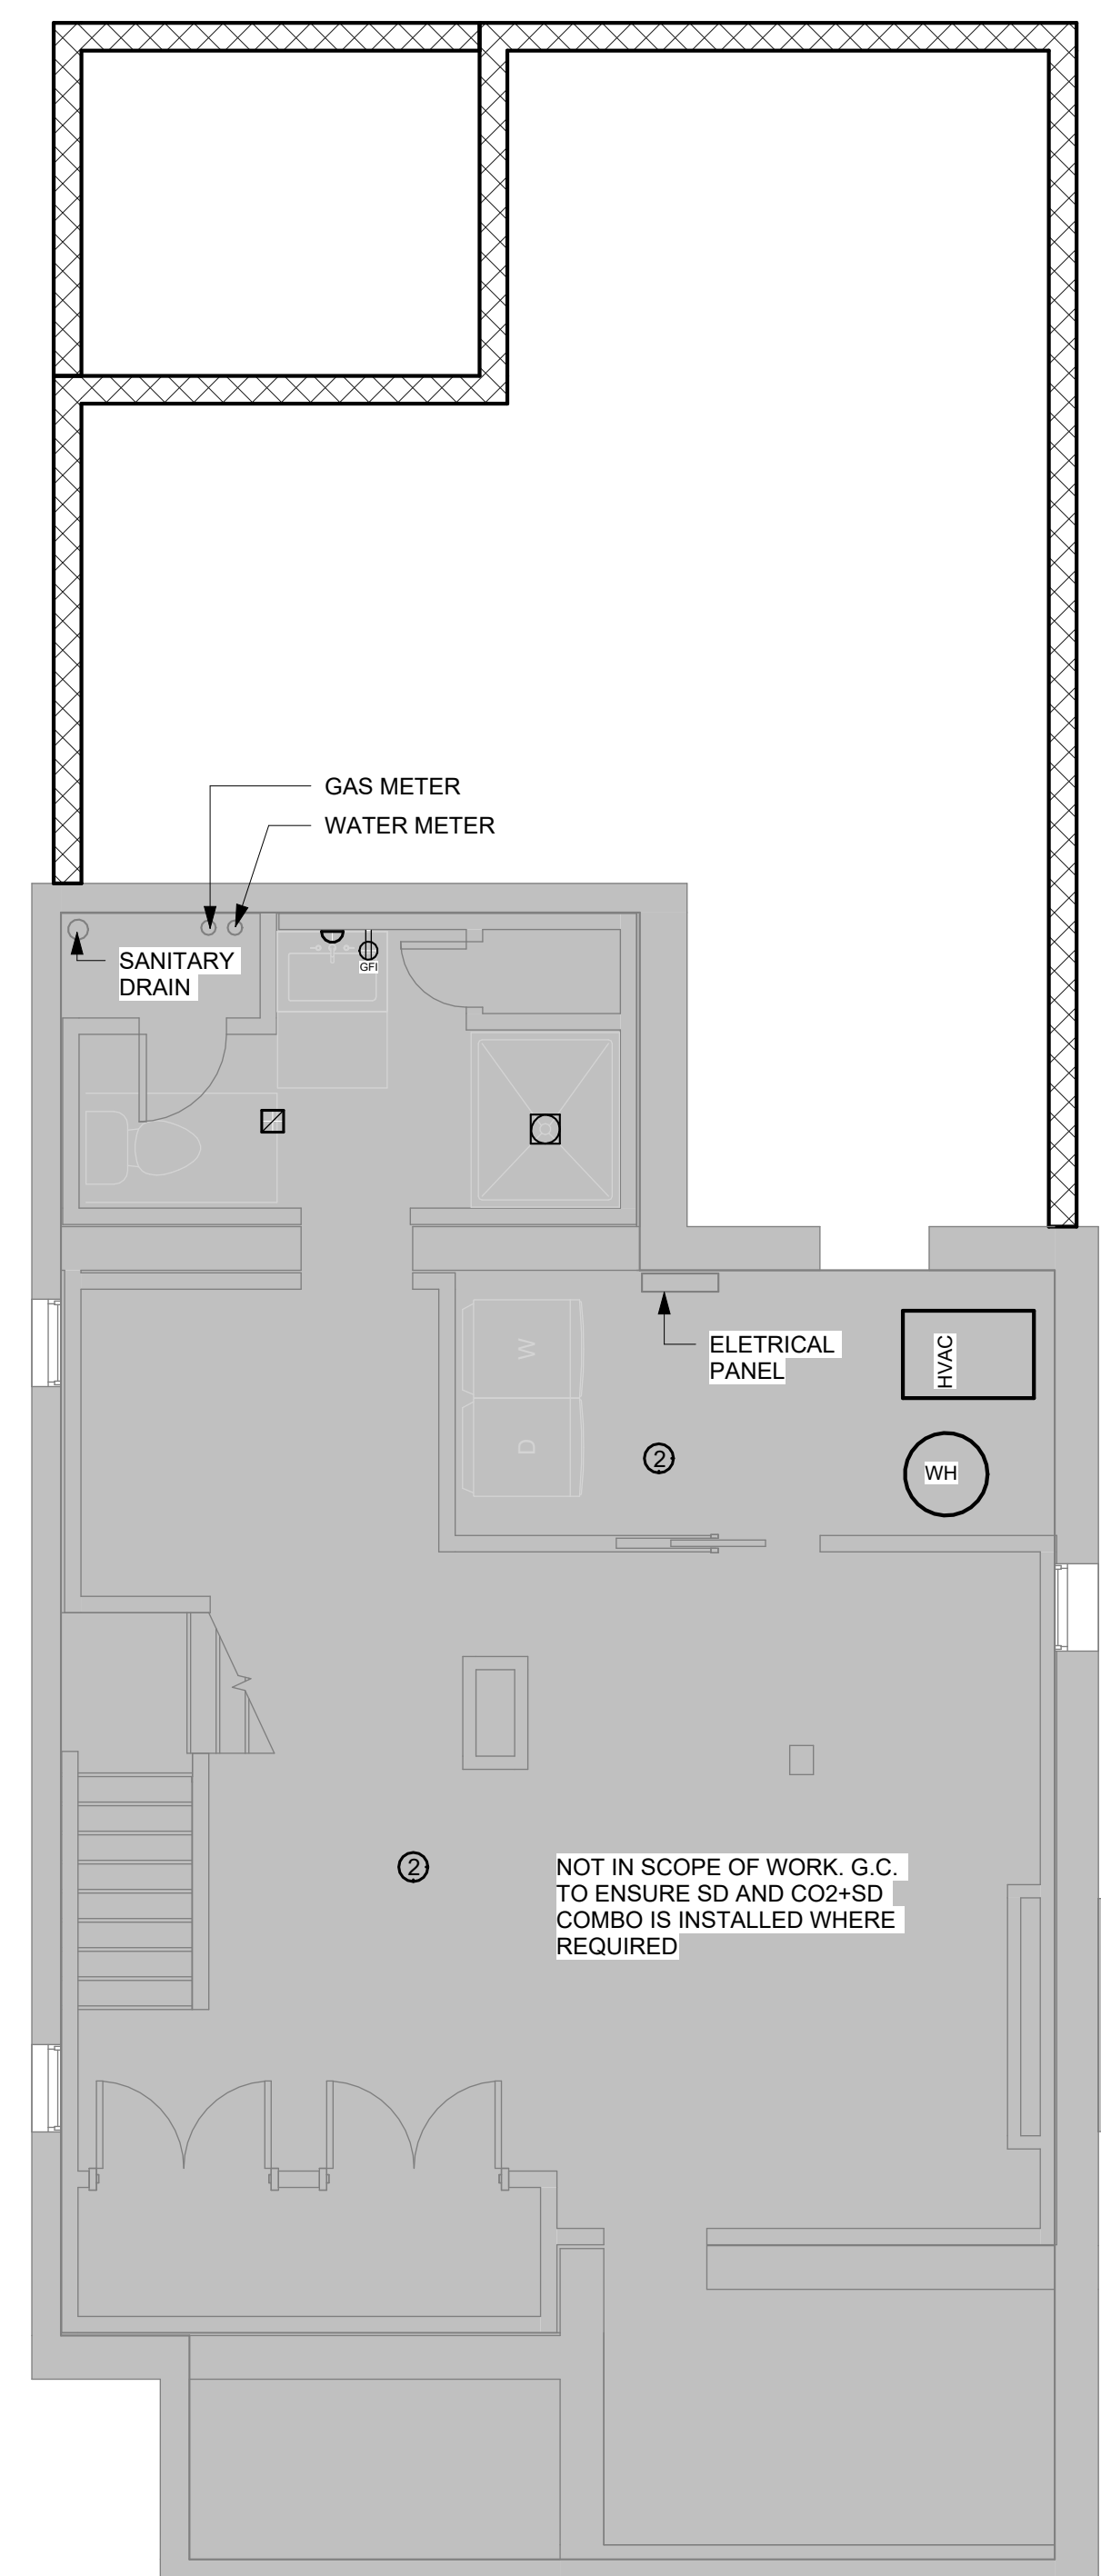 GAS METER
WATER METER
SANITARY
DRAIN
GFI
ELETRICAL
PANEL
HVAC
W
D
2
WH
2
NOT IN SCOPE OF WORK. G.C.
TO ENSURE SD AND CO2+SD
COMBO IS INSTALLED WHERE
REQUIRED